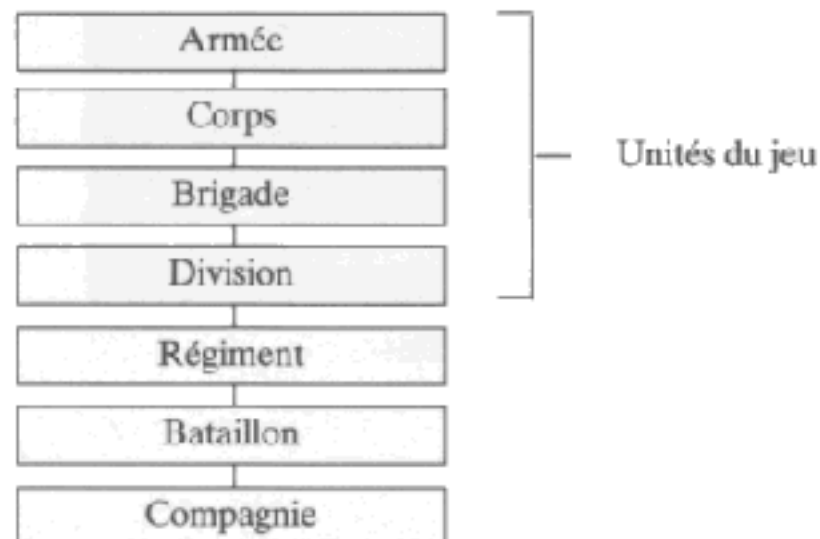 Armée
Corps
Brigade
Division
Régiment
Bataillon
Compagnie
Unités du jeu